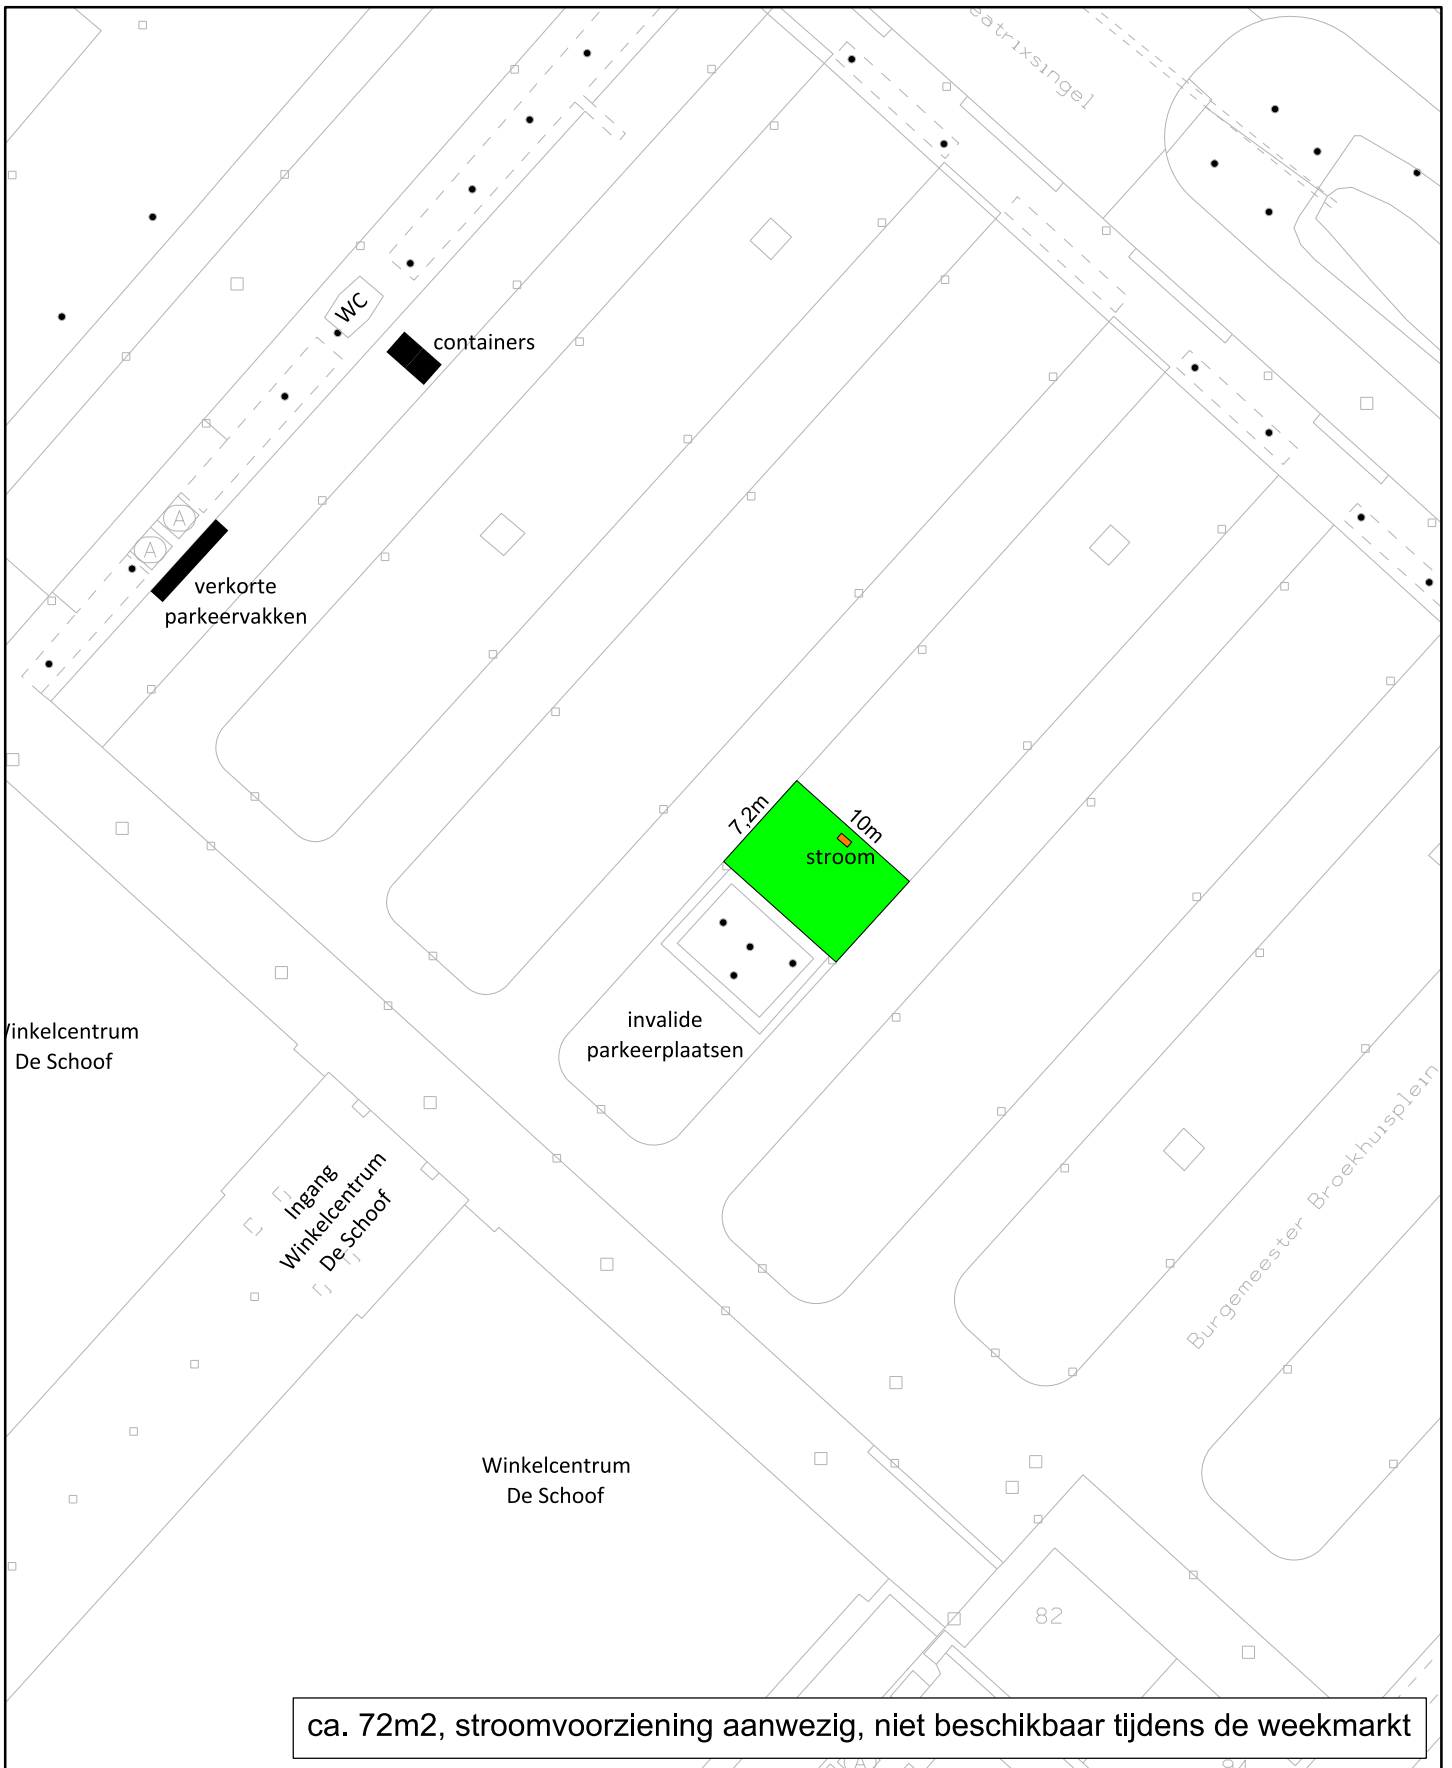 eatrixsingel
WC
containers
A
A
verkorte
parkeervakken
7,2m
10m
stroom
invalide
parkeerplaatsen
inkelcentrum
De Schoof
Ingang
Winkelcentrum
De Schoof
Burgemeester Broekhuisplein
Winkelcentrum
De Schoof
82
ca. 72m2, stroomvoorziening aanwezig, niet beschikbaar tijdens de weekmarkt
A